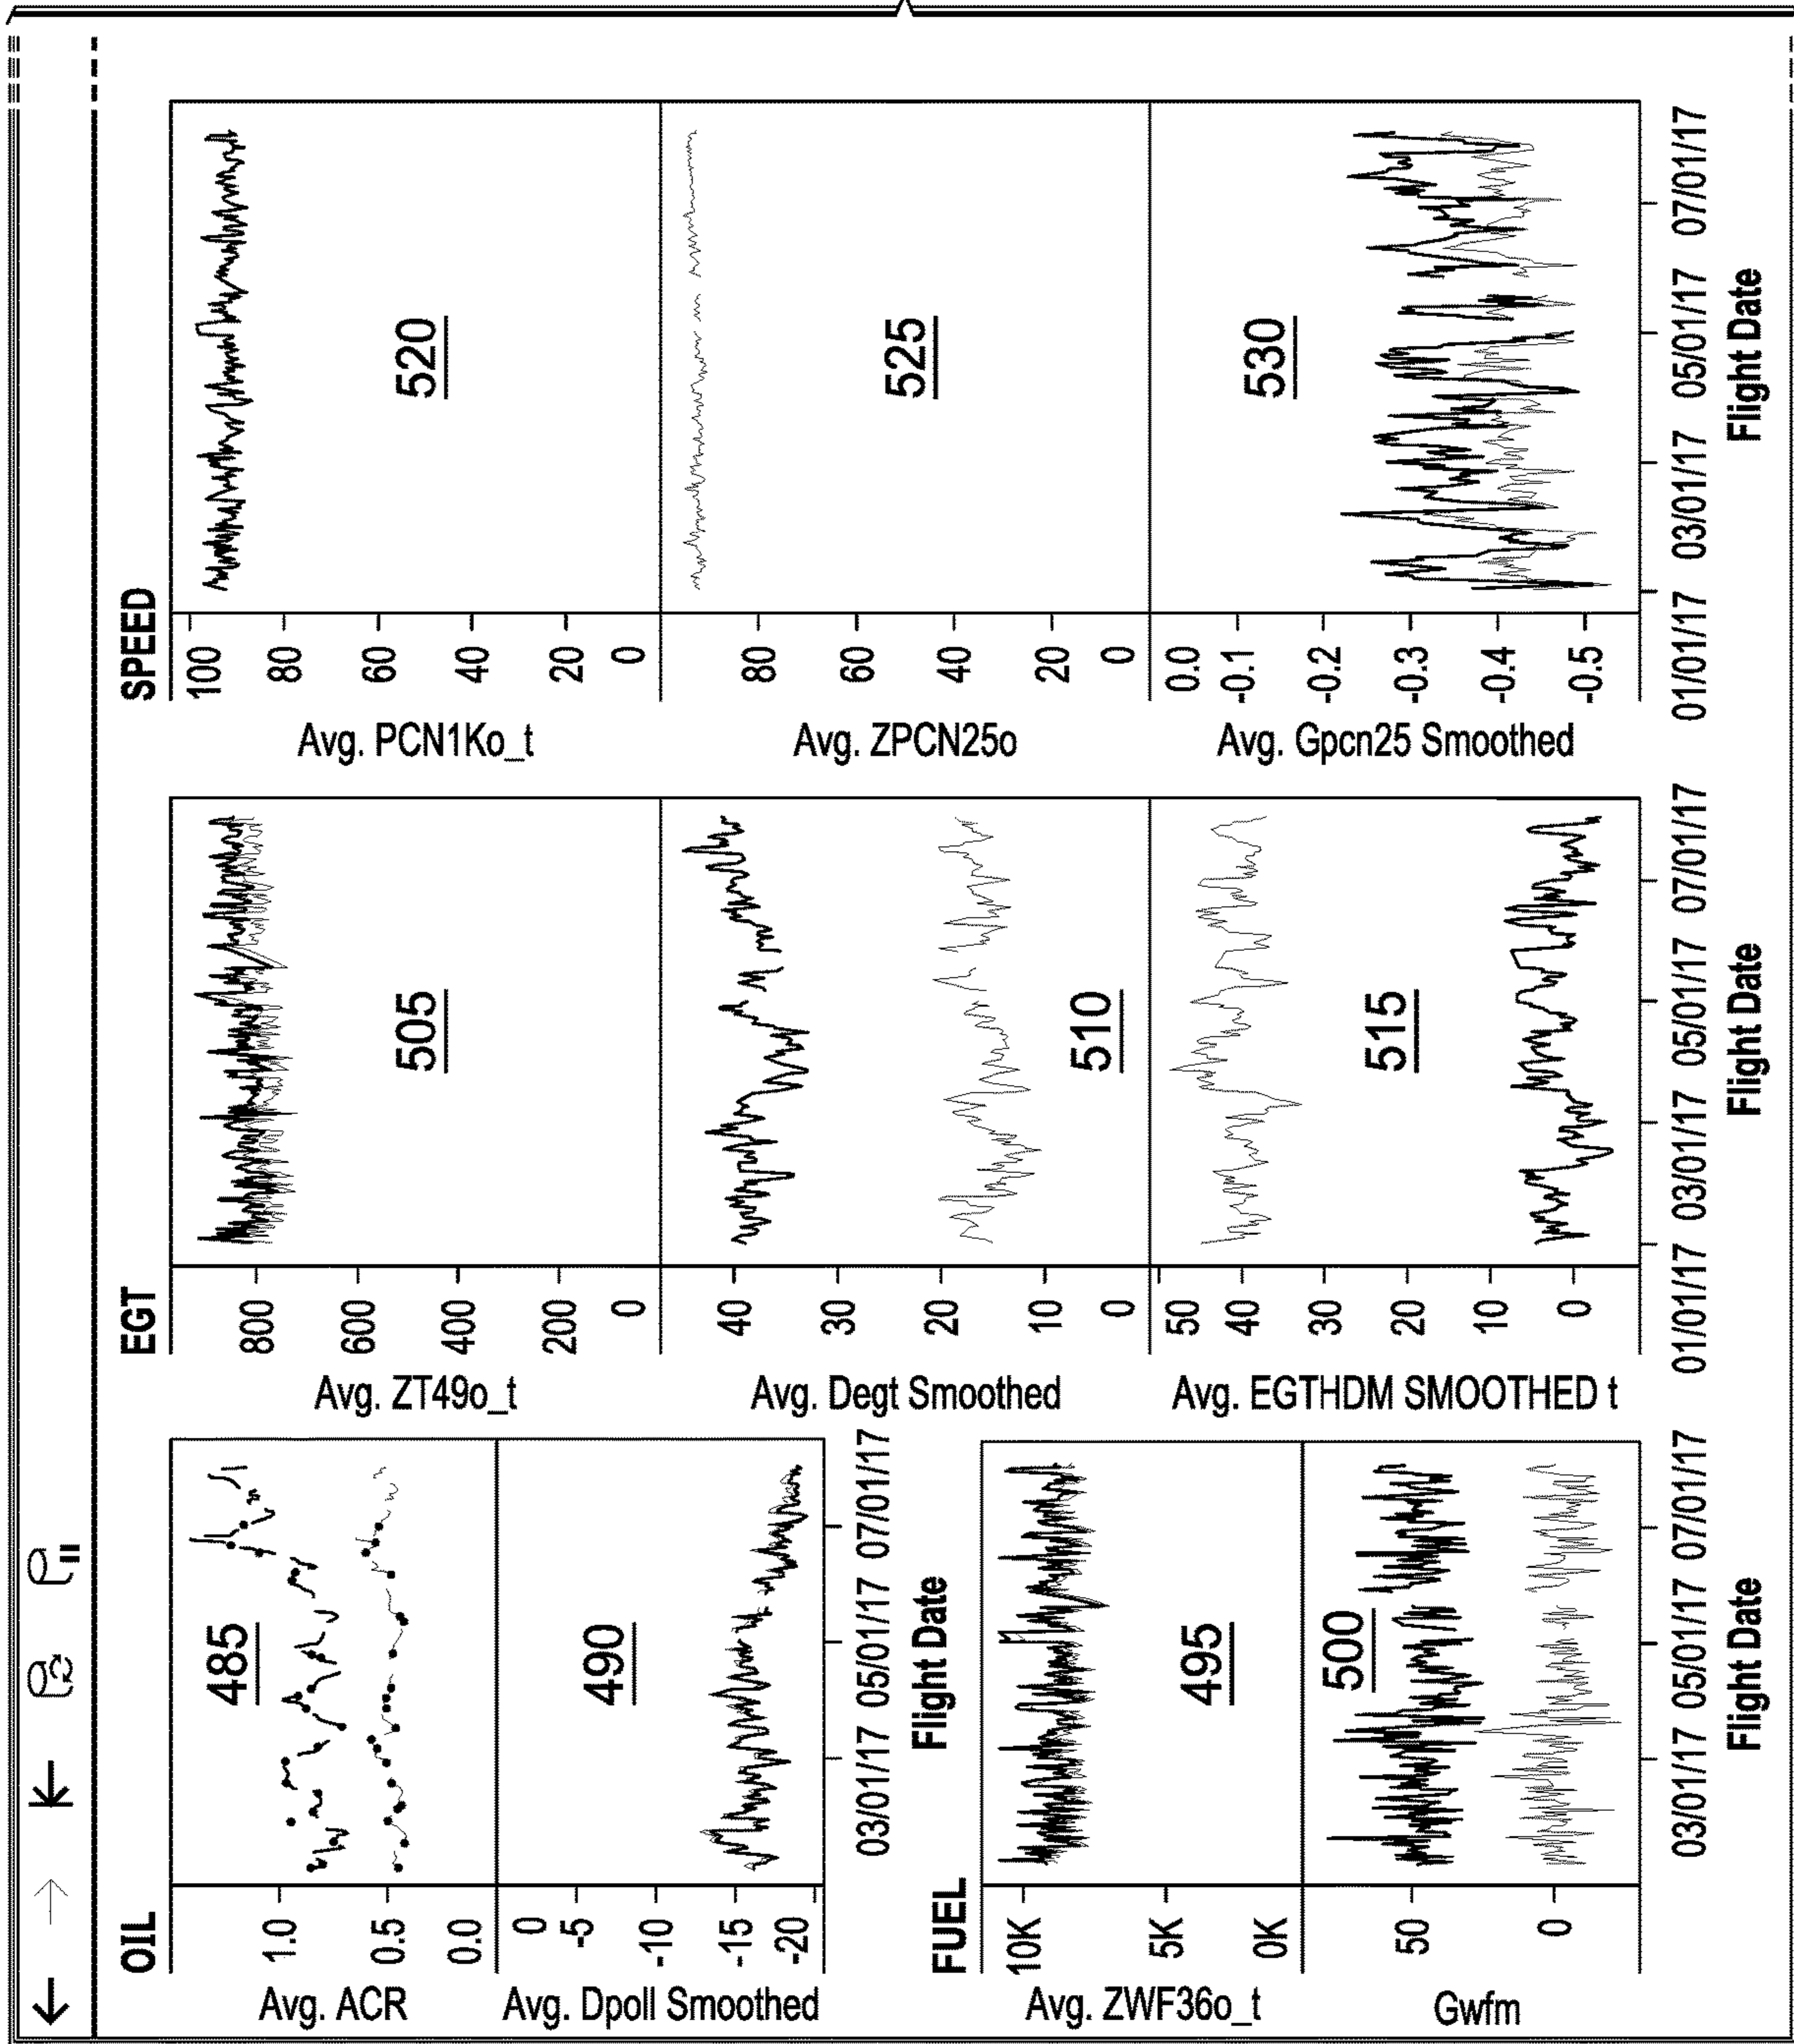 OIL
Avg. ACR
1.0
0.5
0.0
485
Avg. Dpoll Smoothed
0
-5
-10
-15
-20
490
03/01/17 05/01/17 07/01/17
Flight Date
FUEL
Avg. ZWF36o_t
10K
5K
0K
495
Gwfm
50
0
500
03/01/17 05/01/17 07/01/17
Flight Date
EGT
Avg. ZT49o_t
800
600
400
200
0
505
Avg. Degt Smoothed
40
30
20
10
0
510
Avg. EGTHDM SMOOTHED t
50
40
30
20
10
0
515
01/01/17 03/01/17 05/01/17 07/01/17
Flight Date
SPEED
Avg. PCN1Ko_t
100
80
60
40
20
0
520
Avg. ZPCN25o
80
60
40
20
0
525
Avg. Gpcn25 Smoothed
0.0
-0.1
-0.2
-0.3
-0.4
-0.5
530
01/01/17 03/01/17 05/01/17 07/01/17
Flight Date